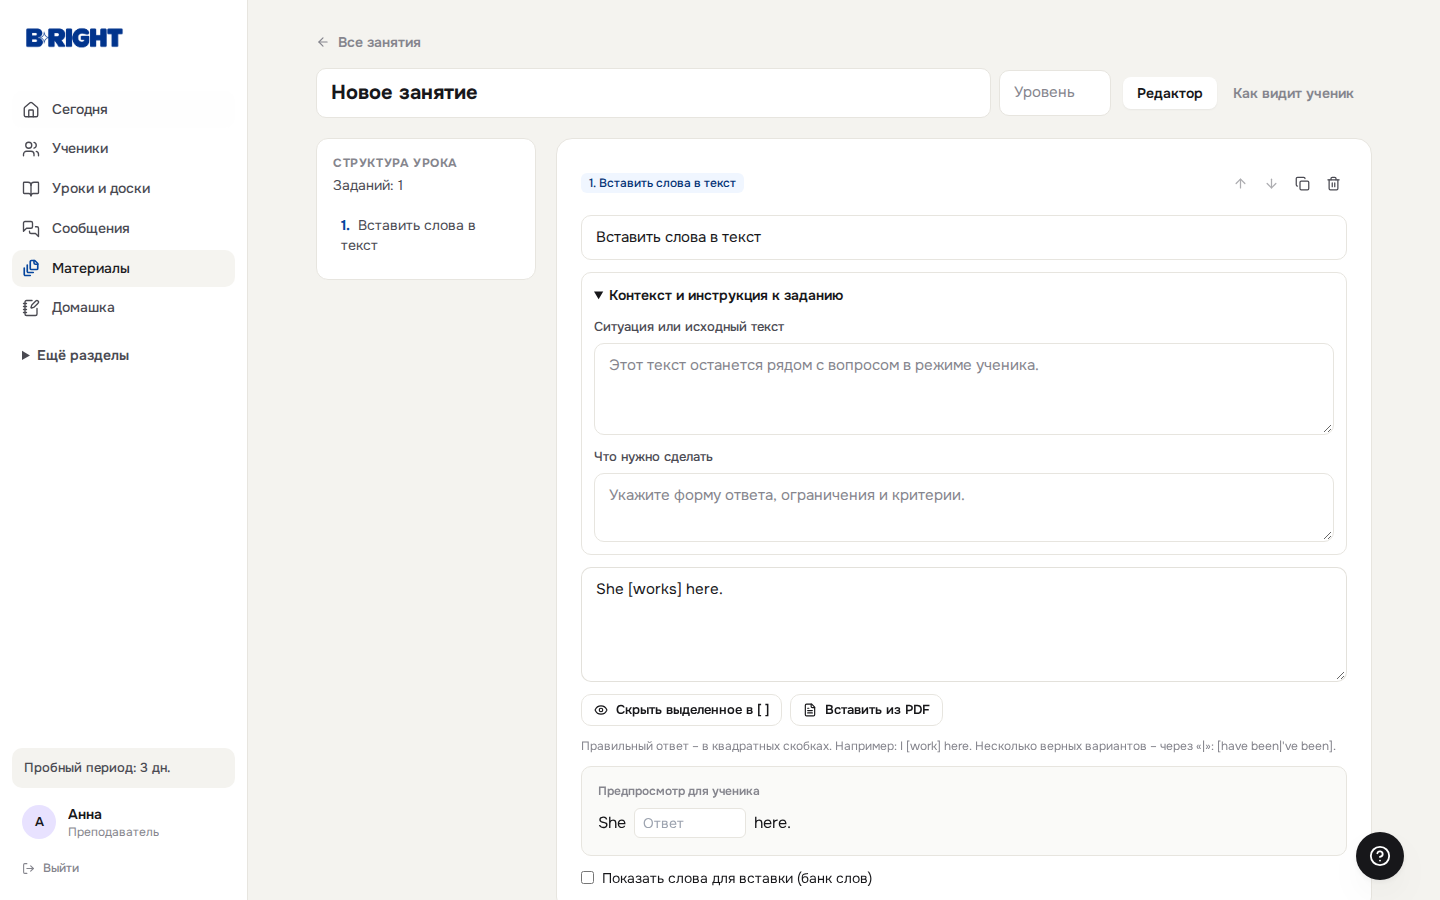 BRIGHT
Сегодня
Ученики
Уроки и доски
Сообщения
Материалы
Домашка
Ещё разделы
Пробный период: 3 дн.
А
Анна
Преподаватель
Выйти
Все занятия
Новое занятие
Уровень
Редактор
Как видит ученик
СТРУКТУРА УРОКА
Заданий: 1
1. Вставить слова в
текст
1. Вставить слова в текст
Вставить слова в текст
Контекст и инструкция к заданию
Ситуация или исходный текст
Этот текст останется рядом с вопросом в режиме ученика.
Что нужно сделать
Укажите форму ответа, ограничения и критерии.
She [works] here.
Скрыть выделенное в [ ]
Вставить из PDF
Правильный ответ – в квадратных скобках. Например: I [work] here. Несколько верных вариантов – через «|»: [have been|'ve been].
Предпросмотр для ученика
She Ответ here.
Показать слова для вставки (банк слов)